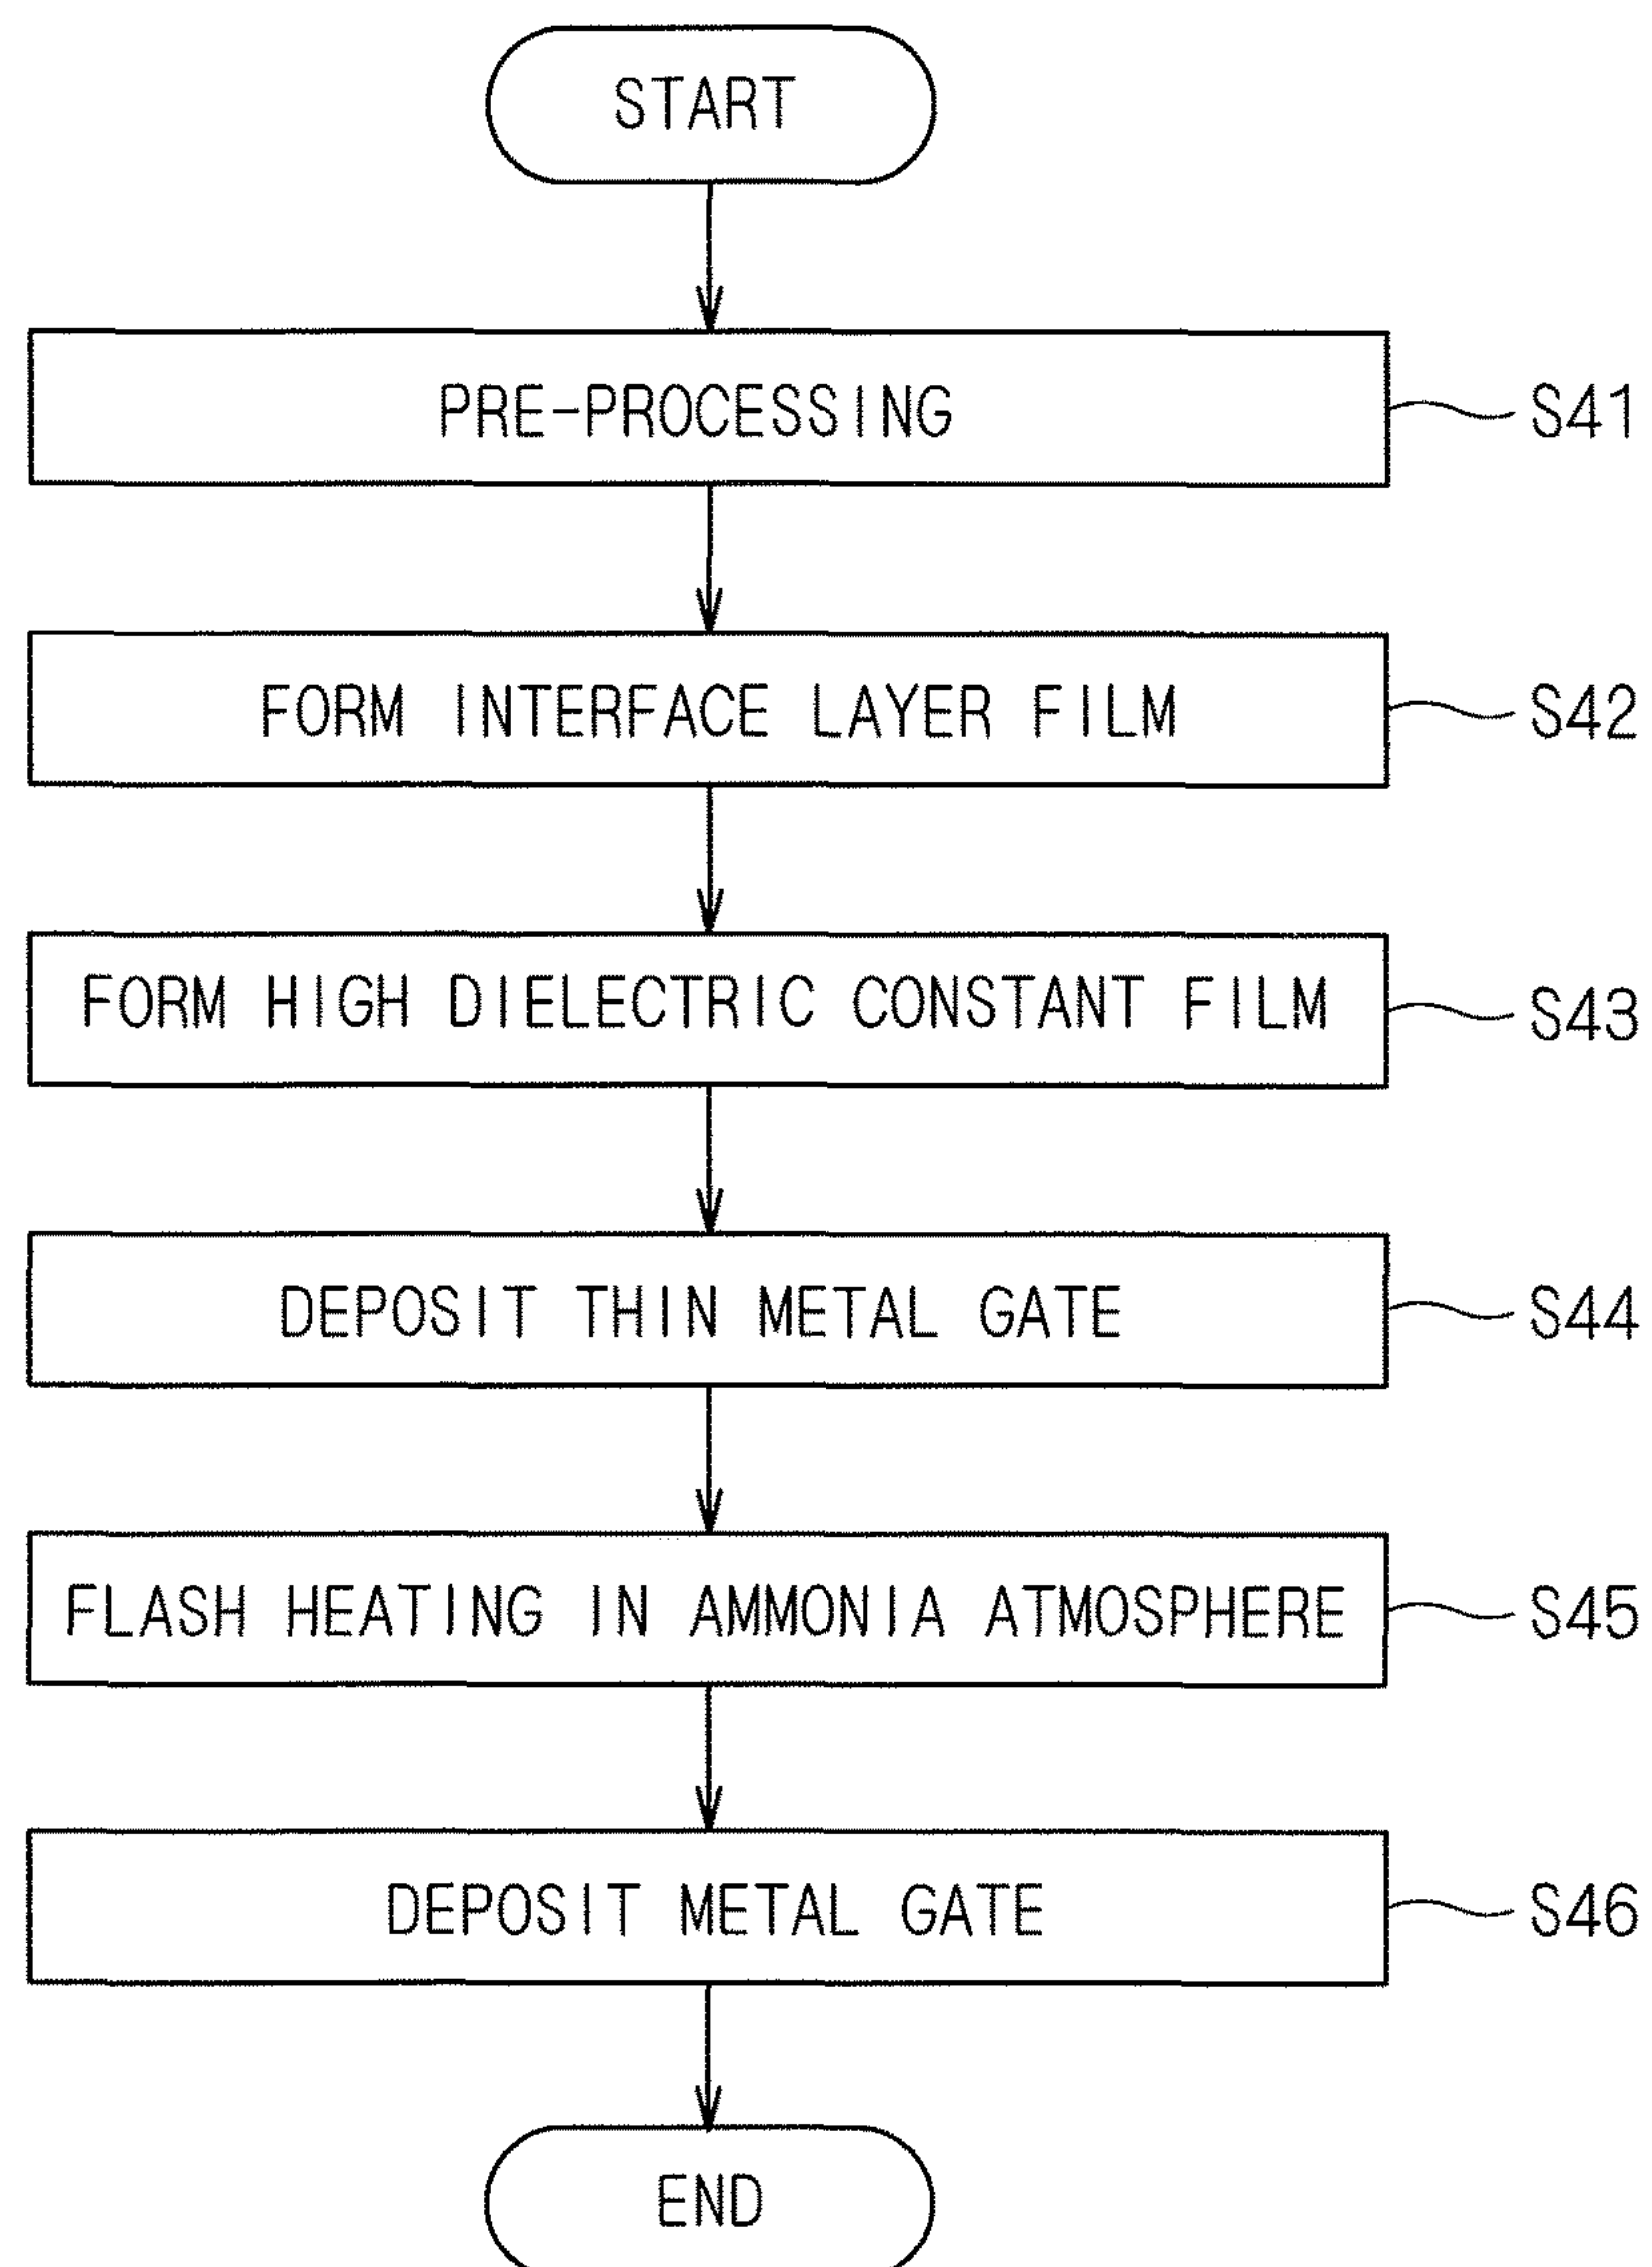 START
PRE-PROCESSING
S41
FORM INTERFACE LAYER FILM
S42
FORM HIGH DIELECTRIC CONSTANT FILM
S43
DEPOSIT THIN METAL GATE
S44
FLASH HEATING IN AMMONIA ATMOSPHERE
S45
DEPOSIT METAL GATE
S46
END